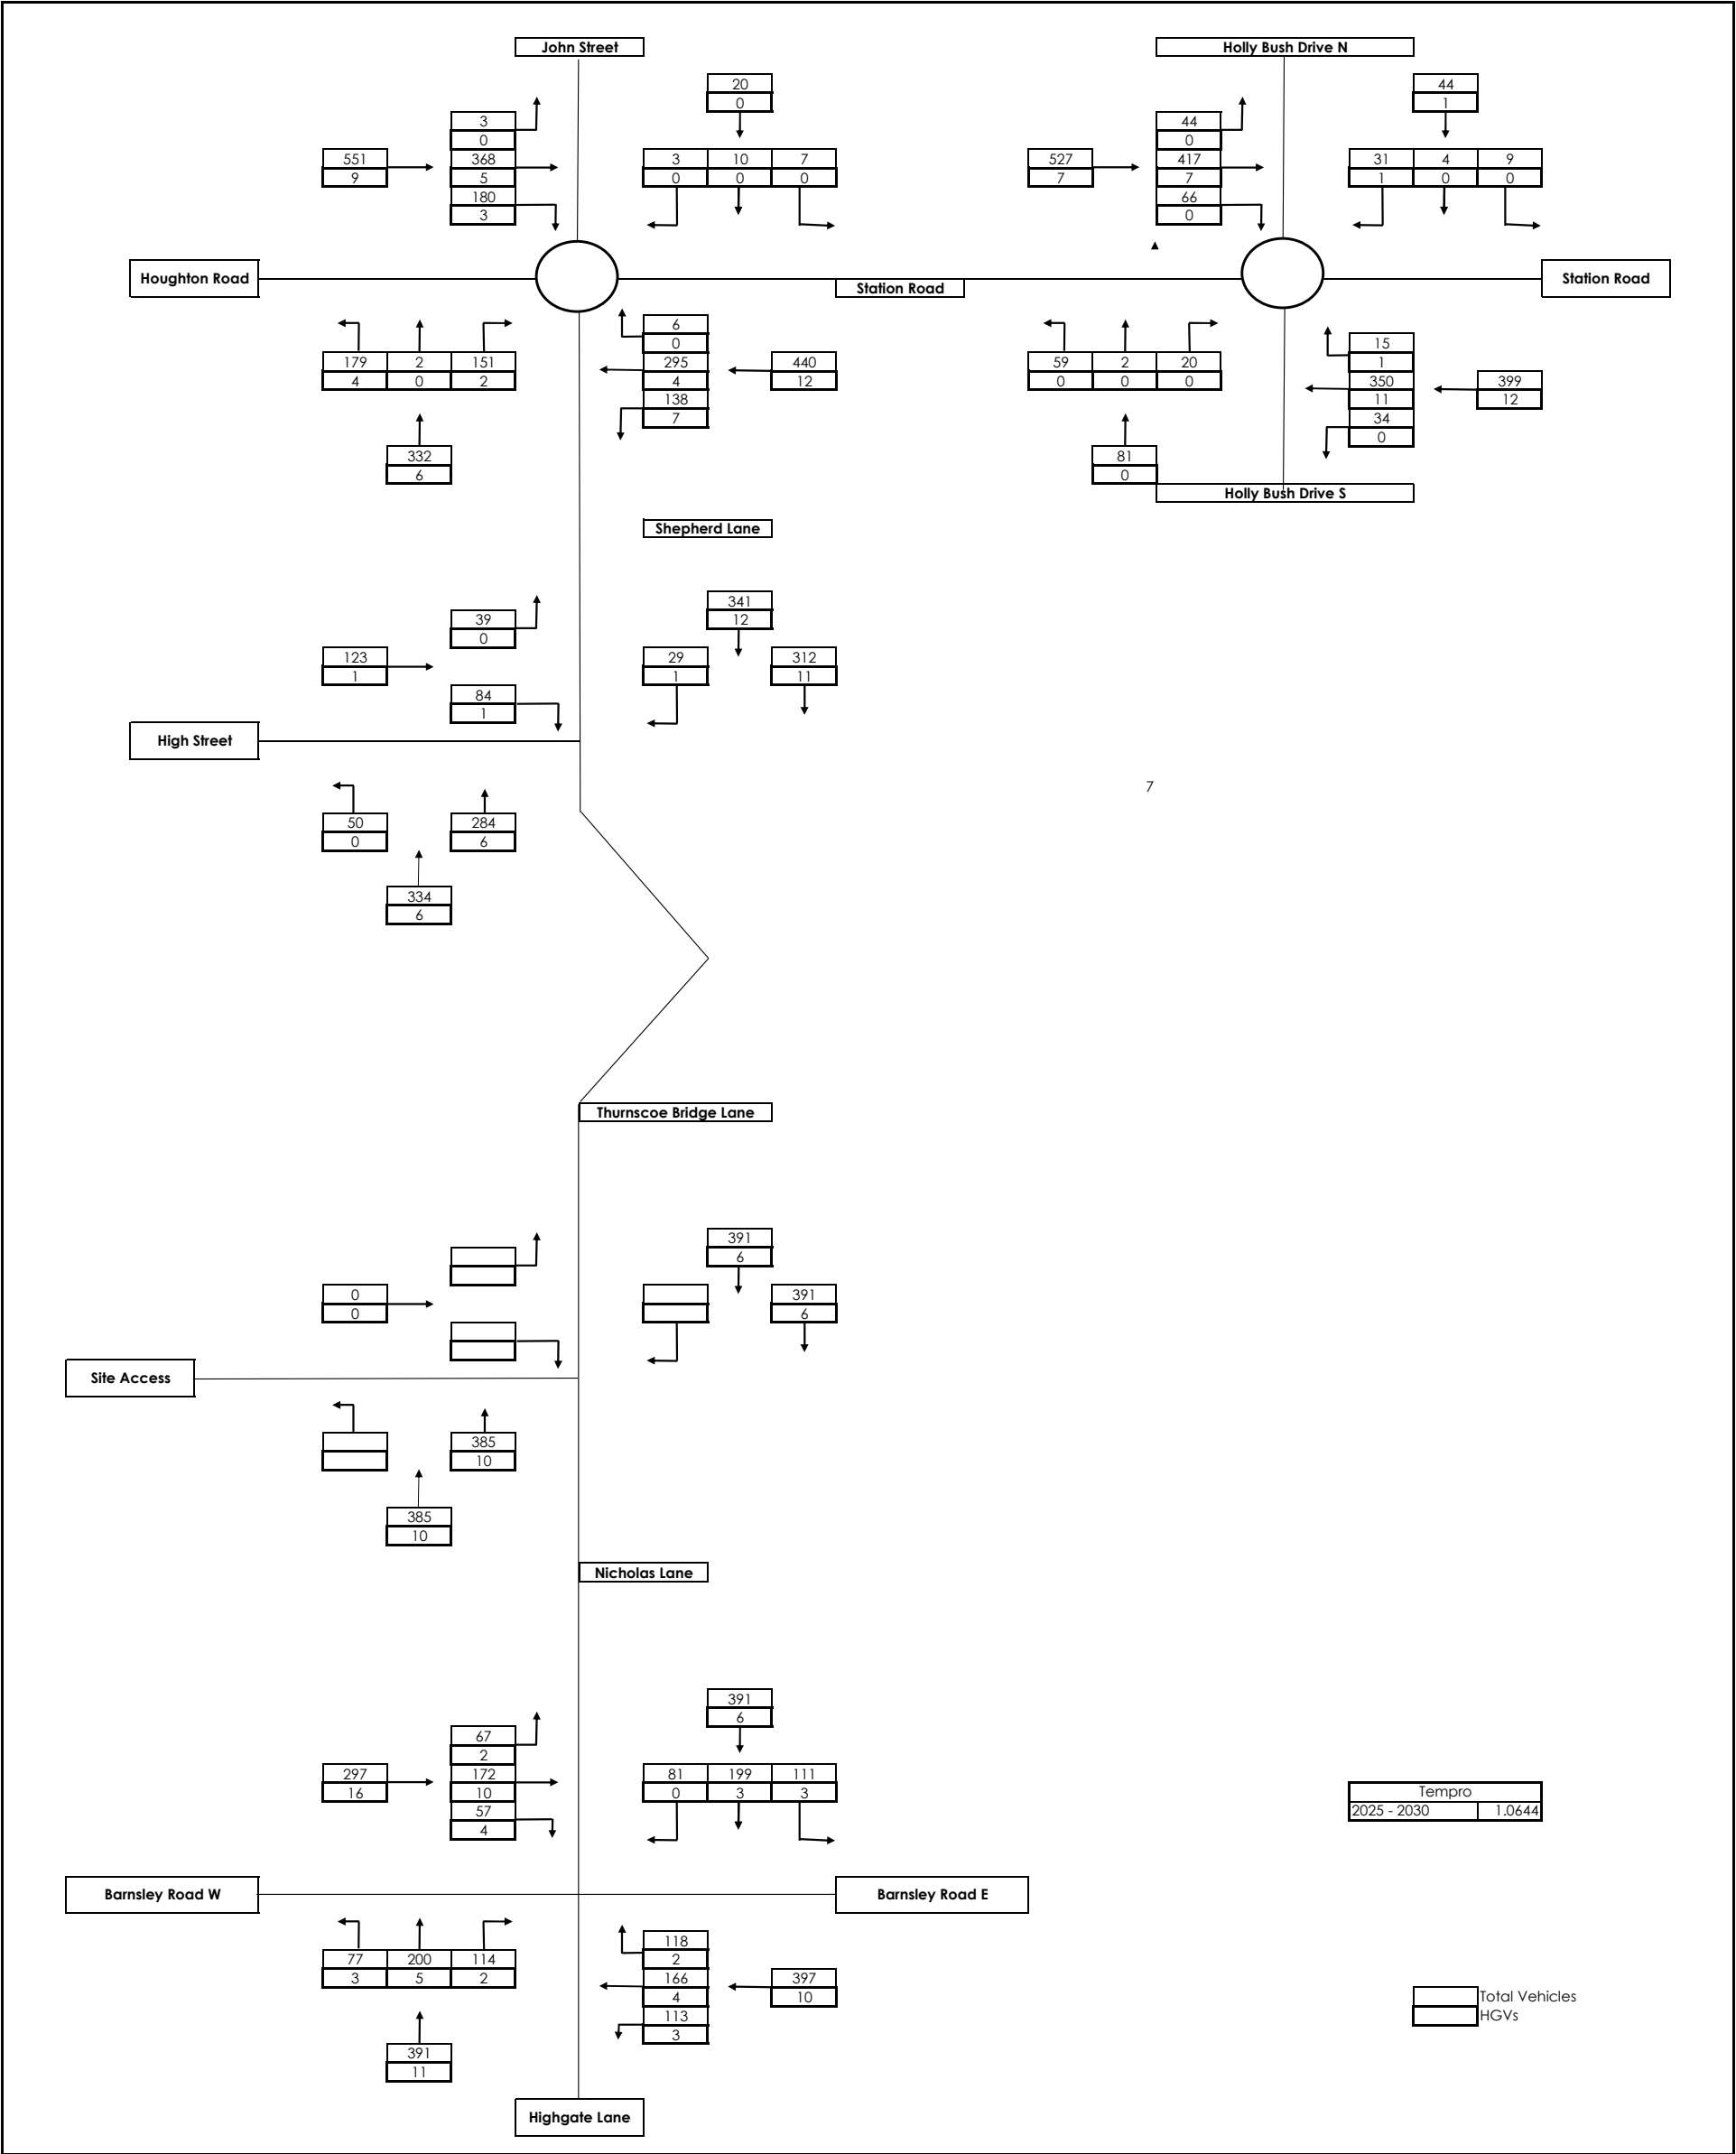 John Street
Holly Bush Drive N
20
0
44
1
3
0
368
5
180
3
551
9
3 10 7
0 0 0
44
0
417
7
66
0
527
7
31 4 9
1 0 0
Houghton Road
Station Road
Station Road
179 2 151
4 0 2
6
0
295
4
138
7
440
12
332
6
59 2 20
0 0 0
15
1
350
11
34
0
399
12
81
0
Holly Bush Drive S
Shepherd Lane
39
0
123
1
84
1
341
12
29
1
312
11
High Street
7
50
0
284
6
334
6
Thurnscoe Bridge Lane
0
0
391
6
391
6
Site Access
385
10
385
10
Nicholas Lane
67
2
172
10
57
4
297
16
391
6
81 199 111
0 3 3
Tempro
2025 - 2030 1.0644
Barnsley Road W
Barnsley Road E
77 200 114
3 5 2
118
2
166
4
113
3
397
10
391
11
Total Vehicles
HGVs
Highgate Lane